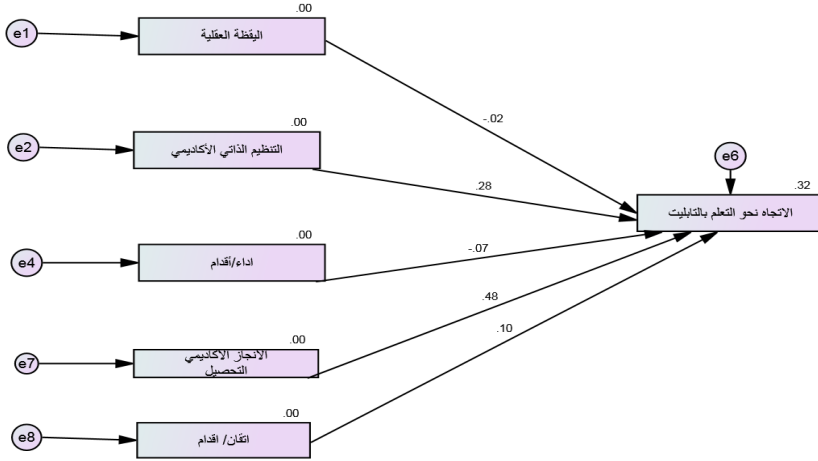 .00
e1
اليقظة العقلية
-.02
.00
e2
التنظيم الذاتي الأكاديمي
.28
e6
.32
الاتجاه نحو التعلم بالتابليت
.00
e4
اداء/أقدام
-.07
.00
e7
الانجاز الاكاديمي
التحصيل
.48
.10
.00
e8
اتقان/ اقدام